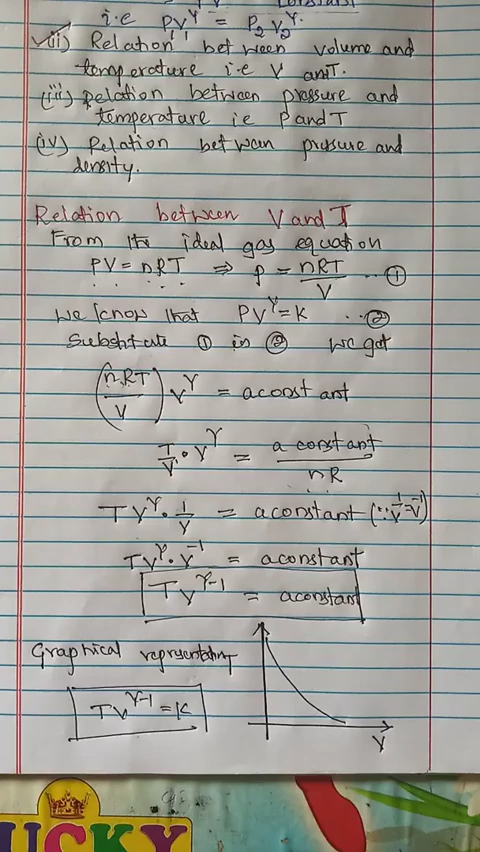 i.e P₁V₁^γ = P₂V₂^γ
(ii) Relation between volume and
temperature i.e V and T.
(iii) Relation between pressure and
temperature ie P and T
(iv) Relation between pressure and
density.
Relation between V and T
From the ideal gas equation
PV = nRT ⇒ P = nRT/V ... ①
We know that PV^γ = K ... ②
Substitute ① in ② we get
(nRT/V) V^γ = a constant
T/V · V^γ = a constant/nR
TV^γ · 1/V = a constant (∵ 1/V = V^-1)
TV^γ · V^-1 = a constant
TV^γ-1 = a constant
Graphical representation
TV^γ-1 = K
V
LUCKY